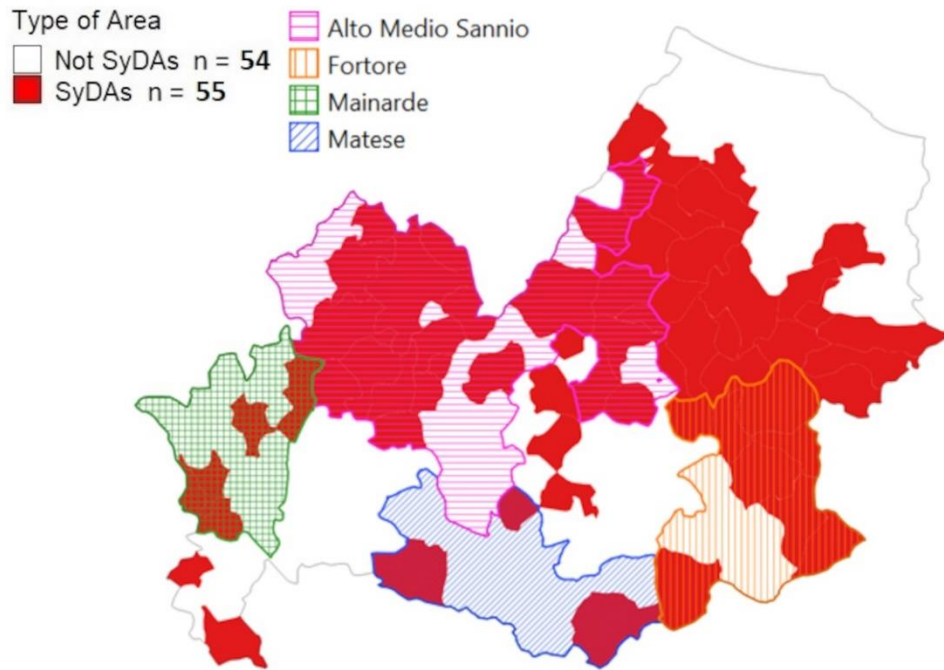 Type of Area
Not SyDAs n = 54
SyDAs n = 55
Alto Medio Sannio
Fortore
Mainarde
Matese